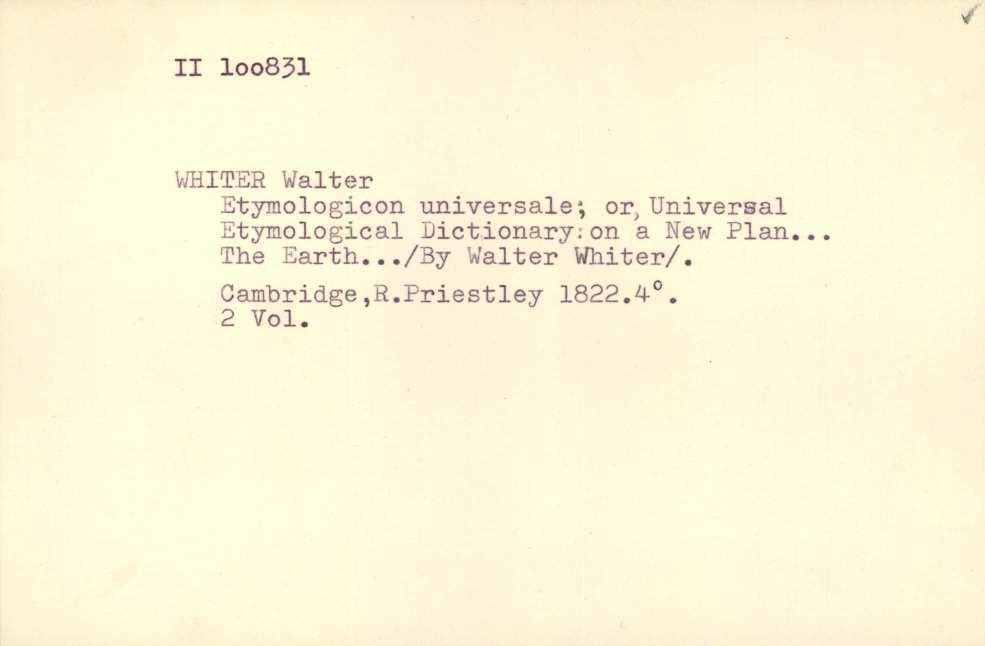 II loo831
WHITER Walter
Etymologicon universale; or, Universal
Etymological Dictionary: on a New Plan...
The Earth.../By Walter Whiter/.
Cambridge,R.Priestley 1822.4°.
2 Vol.